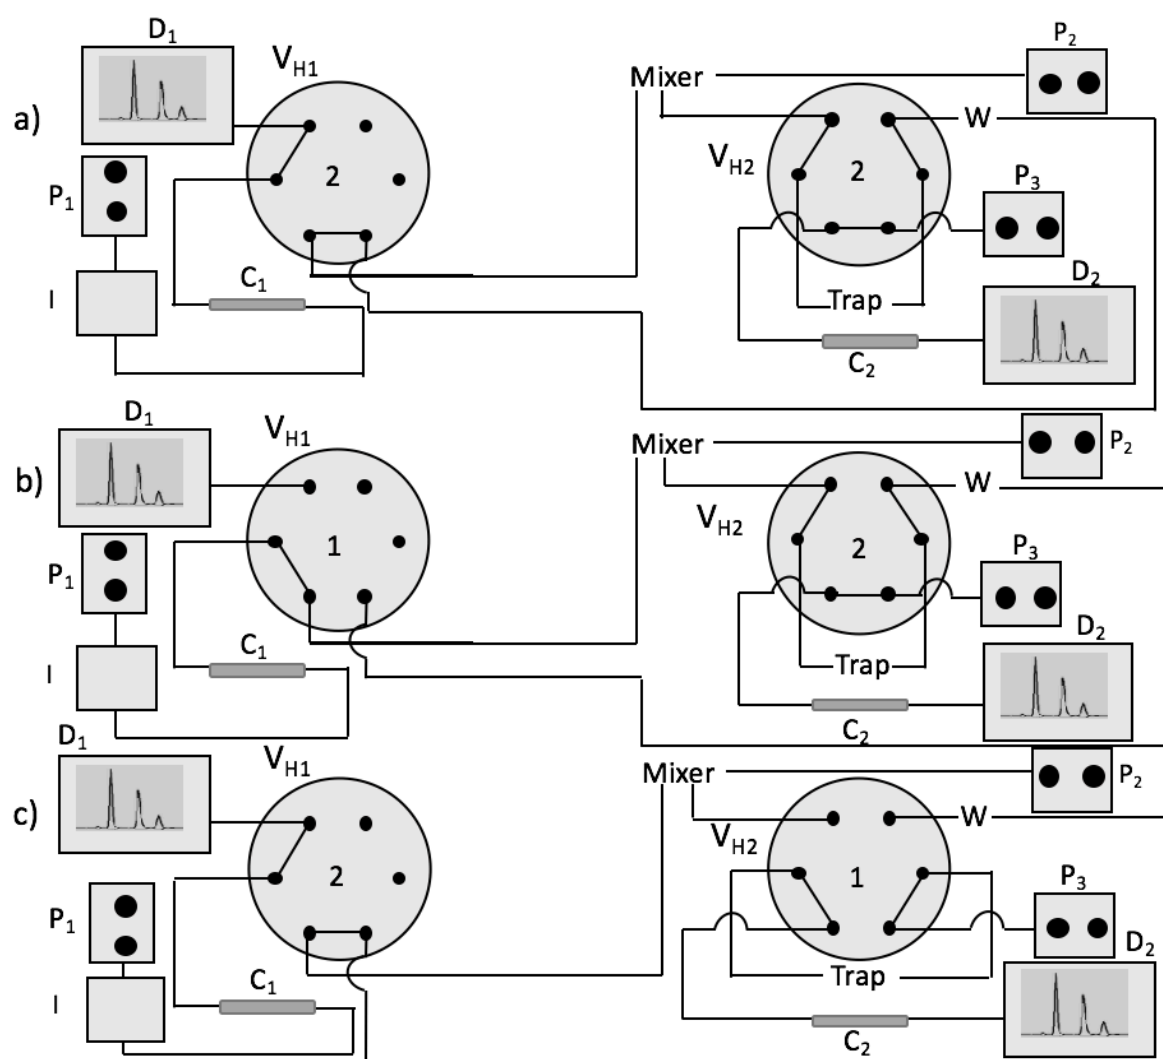 D1
VH1
P2
Mixer
a)
W
VH2
2
2
P1
P3
I
C1
Trap
D2
C2
D1
VH1
Mixer
P2
b)
W
VH2
1
2
P1
P3
I
C1
Trap
D2
C2
D1
VH1
Mixer
P2
c)
W
VH2
2
1
P1
P3
D2
I
C1
Trap
C2